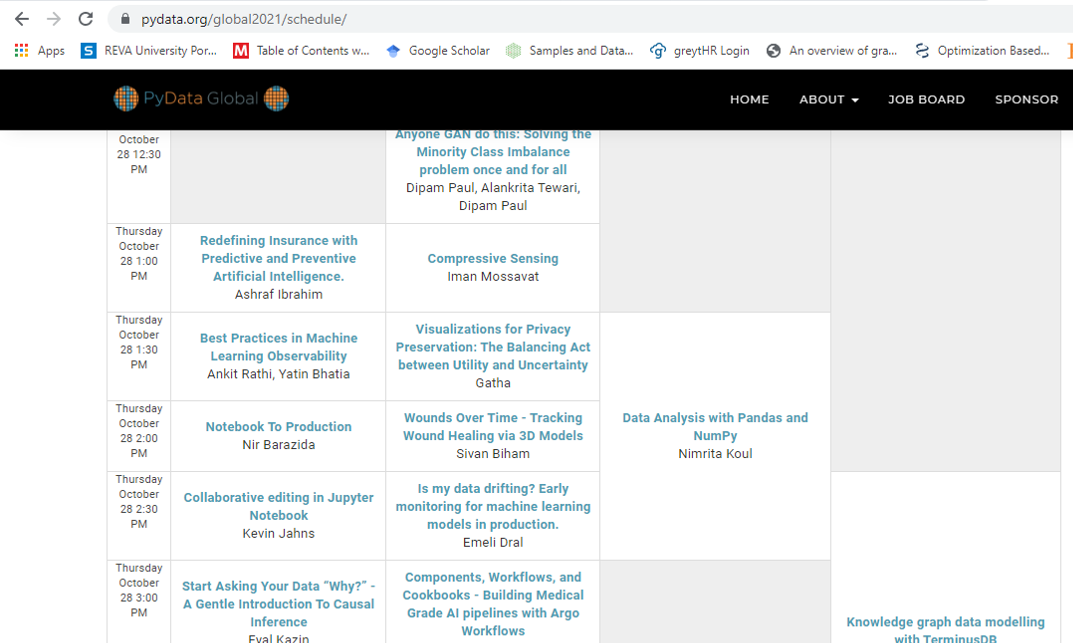 pydata.org/global2021/schedule/
Apps
REVA University Por...
Table of Contents w...
Google Scholar
Samples and Data...
greytHR Login
An overview of gra...
Optimization Based...
PyData Global
HOME
ABOUT
JOB BOARD
SPONSOR
October
28 12:30
PM
Anyone GAN do this: Solving the
Minority Class Imbalance
problem once and for all
Dipam Paul, Alankrita Tewari,
Dipam Paul
Thursday
October
28 1:00
PM
Redefining Insurance with
Predictive and Preventive
Artificial Intelligence.
Ashraf Ibrahim
Compressive Sensing
Iman Mossavat
Thursday
October
28 1:30
PM
Best Practices in Machine
Learning Observability
Ankit Rathi, Yatin Bhatia
Visualizations for Privacy
Preservation: The Balancing Act
between Utility and Uncertainty
Gatha
Data Analysis with Pandas and
NumPy
Nimrita Koul
Thursday
October
28 2:00
PM
Notebook To Production
Nir Barazida
Wounds Over Time - Tracking
Wound Healing via 3D Models
Sivan Biham
Thursday
October
28 2:30
PM
Collaborative editing in Jupyter
Notebook
Kevin Jahns
Is my data drifting? Early
monitoring for machine learning
models in production.
Emeli Dral
Knowledge graph data modelling
with TerminusDB
Thursday
October
28 3:00
PM
Start Asking Your Data “Why?” -
A Gentle Introduction To Causal
Inference
Eyal Kazin
Components, Workflows, and
Cookbooks - Building Medical
Grade AI pipelines with Argo
Workflows